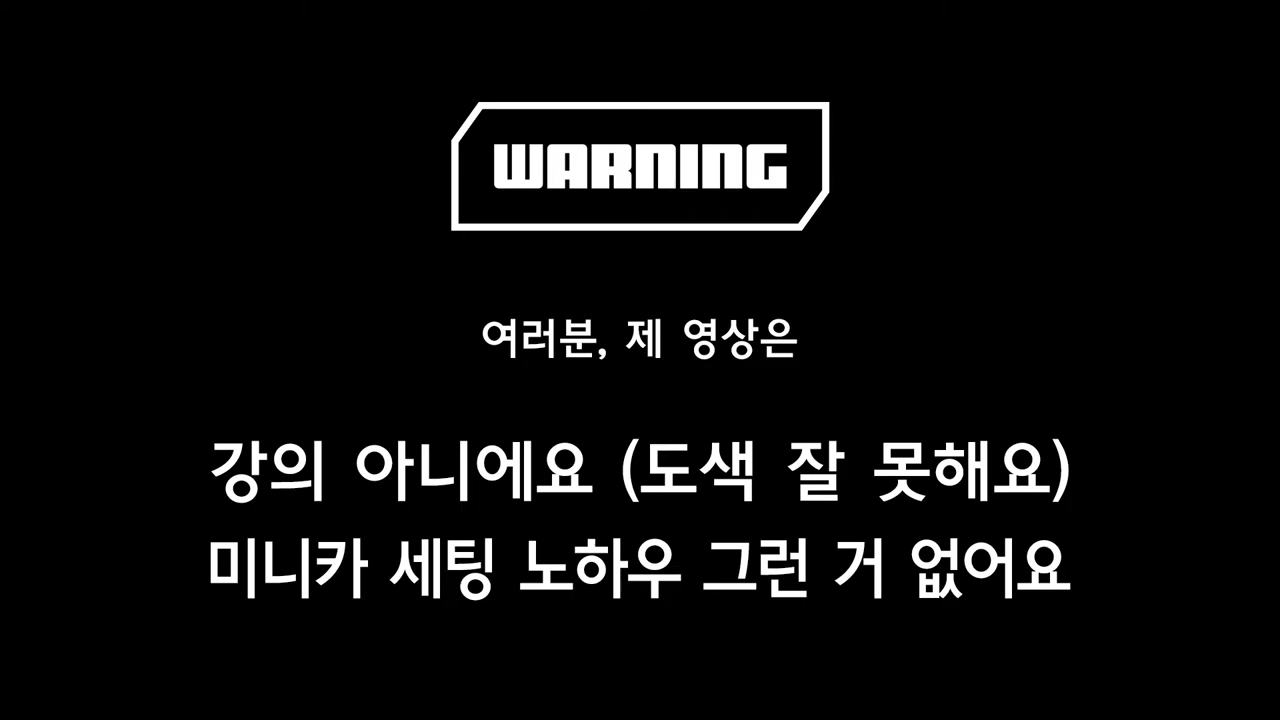 WARNING
여러분, 제 영상은
강의 아니에요 (도색 잘 못해요)
미니카 세팅 노하우 그런 거 없어요